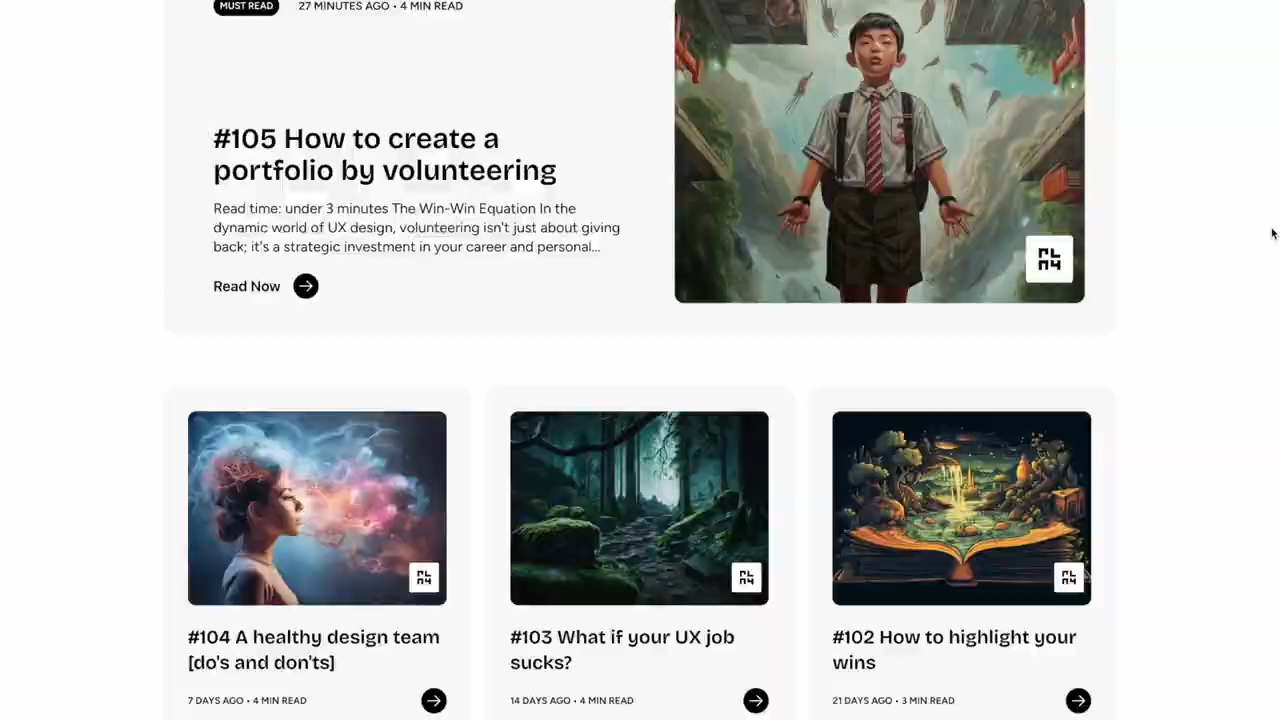 MUST READ
27 MINUTES AGO • 4 MIN READ
#105 How to create a
portfolio by volunteering
Read time: under 3 minutes The Win-Win Equation In the
dynamic world of UX design, volunteering isn't just about giving
back; it's a strategic investment in your career and personal...
Read Now
#104 A healthy design team
[do's and don'ts]
7 DAYS AGO • 4 MIN READ
#103 What if your UX job
sucks?
14 DAYS AGO • 4 MIN READ
#102 How to highlight your
wins
21 DAYS AGO • 3 MIN READ